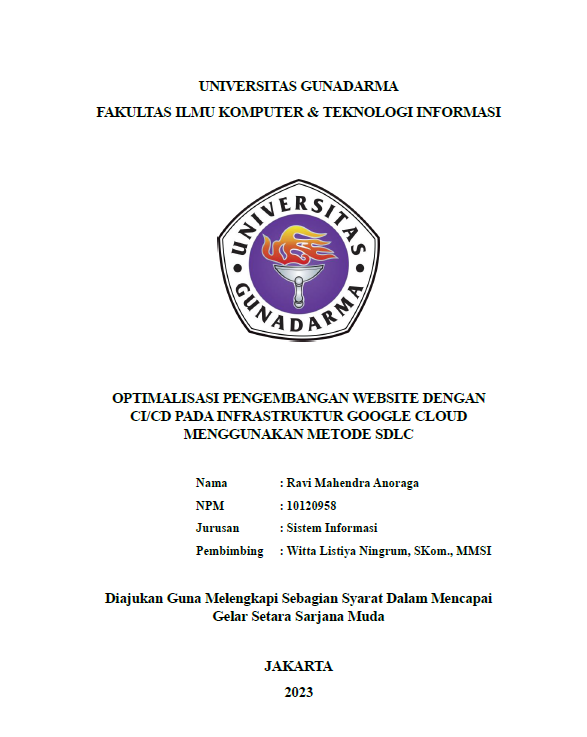 UNIVERSITAS GUNADARMA
FAKULTAS ILMU KOMPUTER & TEKNOLOGI INFORMASI
UNIVERSITAS
GUNADARMA
OPTIMALISASI PENGEMBANGAN WEBSITE DENGAN
CI/CD PADA INFRASTRUKTUR GOOGLE CLOUD
MENGGUNAKAN METODE SDLC
Nama : Ravi Mahendra Anoraga
NPM : 10120958
Jurusan : Sistem Informasi
Pembimbing : Witta Listiya Ningrum, SKom., MMSI
Diajukan Guna Melengkapi Sebagian Syarat Dalam Mencapai
Gelar Setara Sarjana Muda
JAKARTA
2023